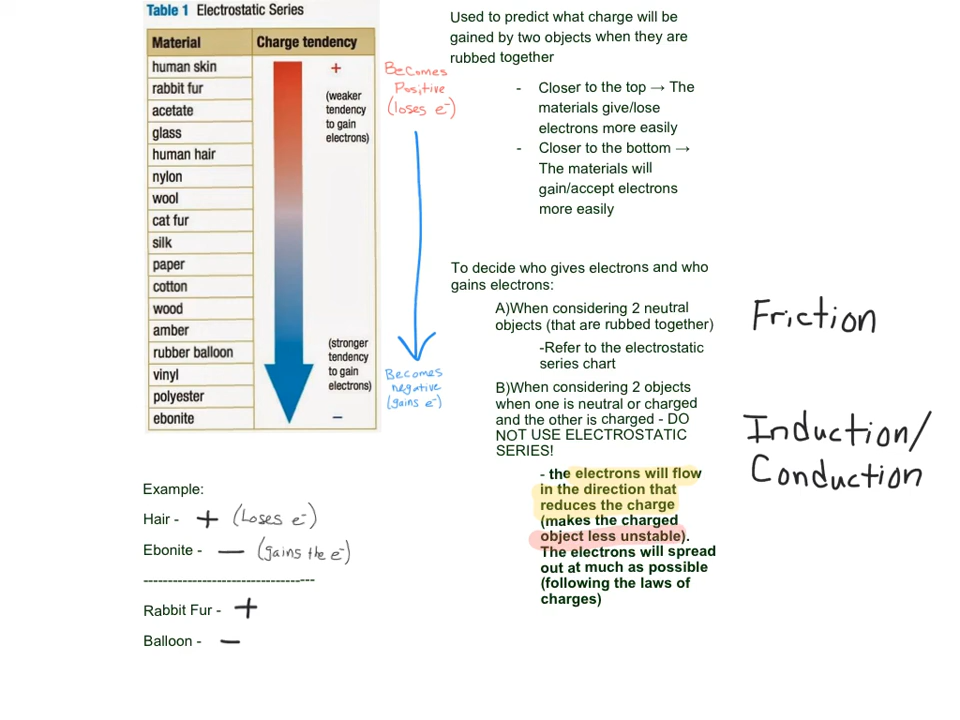 Table 1 Electrostatic Series
Material Charge tendency
human skin
rabbit fur
acetate
glass
human hair
nylon
wool
cat fur
silk
paper
cotton
wood
amber
rubber balloon
vinyl
polyester
ebonite
+
(weaker
tendency
to gain
electrons)
(stronger
tendency
to gain
electrons)
−
Becomes
Positive
(loses e⁻)
Becomes
negative
(gains e⁻)
Used to predict what charge will be
gained by two objects when they are
rubbed together
- Closer to the top → The
materials give/lose
electrons more easily
- Closer to the bottom →
The materials will
gain/accept electrons
more easily
To decide who gives electrons and who
gains electrons:
A)When considering 2 neutral
objects (that are rubbed together)
-Refer to the electrostatic
series chart
Friction
B)When considering 2 objects
when one is neutral or charged
and the other is charged - DO
NOT USE ELECTROSTATIC
SERIES!
Induction/
Conduction
- the electrons will flow
in the direction that
reduces the charge
(makes the charged
object less unstable).
The electrons will spread
out at much as possible
(following the laws of
charges)
Example:
Hair - + (Loses e⁻)
Ebonite - — (gains the e⁻)
-----------------------------------
Rabbit Fur - +
Balloon - —